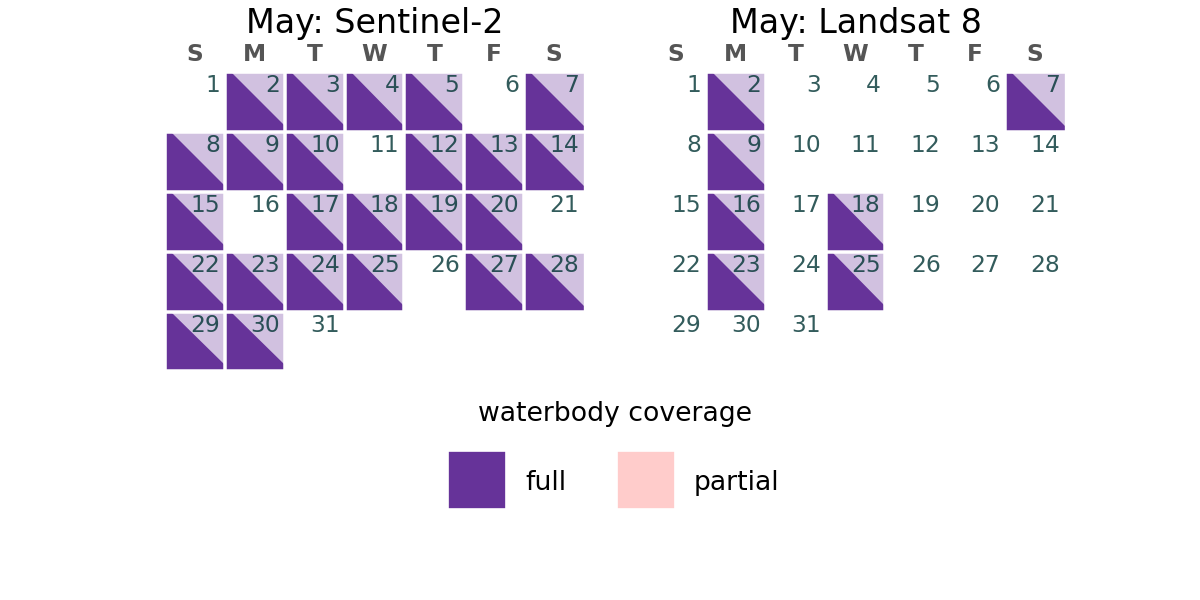 May: Sentinel-2
S M T W T F S
1 2 3 4 5 6 7
8 9 10 11 12 13 14
15 16 17 18 19 20 21
22 23 24 25 26 27 28
29 30 31
May: Landsat 8
S M T W T F S
1 2 3 4 5 6 7
8 9 10 11 12 13 14
15 16 17 18 19 20 21
22 23 24 25 26 27 28
29 30 31
waterbody coverage
full
partial